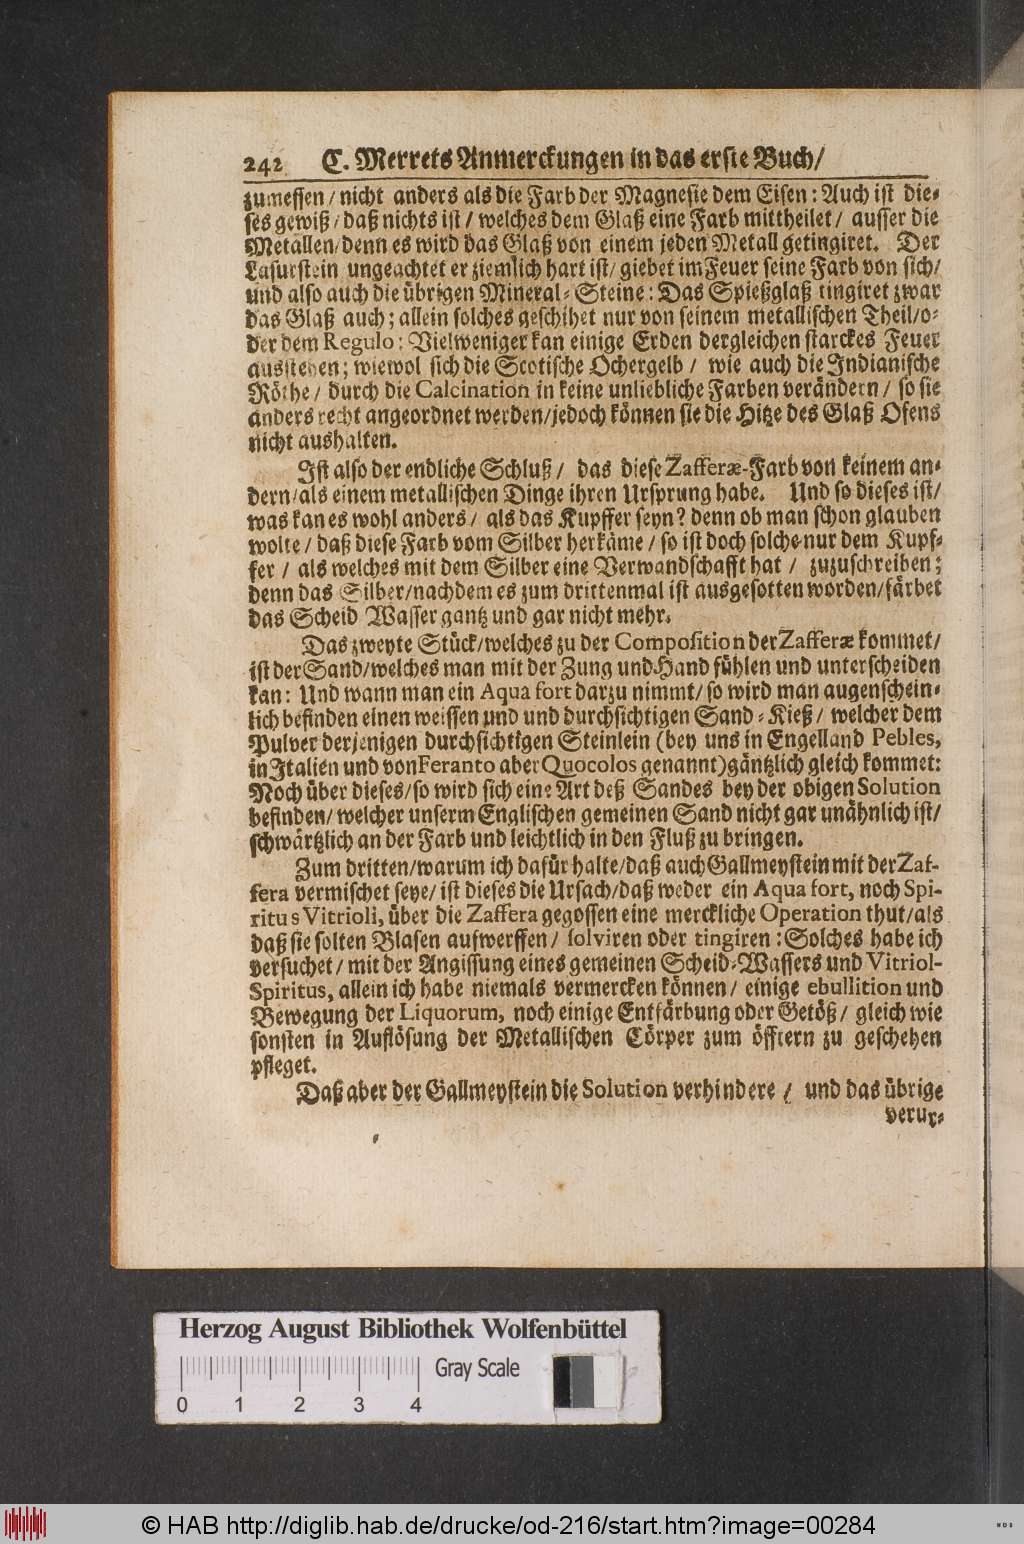 242 C. Merrets Anmerckungen in das erste Buch/
zumessen/ nicht anders als die Farb der Magnesie dem Eisen: Auch ist die-
ses gewiß/ daß nichts ist/ welches dem Glaß eine Farb mittheilet/ ausser die
Metallen/ denn es wird das Glaß von einem jeden Metall getingiret. Der
Lasurstein ungeachtet er ziemlich hart ist/ giebet im Feuer seine Farb von sich/
und also auch die übrigen Mineral-Steine: Das Spießglaß tingiret zwar
das Glaß auch; allein solches geschihet nur von seinem metallischen Theil/ o-
der dem Regulo: Vielweniger kan einige Erden dergleichen starckes Feuer
ausstehen; wiewol sich die Scotische Ochergelb/ wie auch die Indianische
Röthe/ durch die Calcination in keine unliebliche Farben verändern/ so sie
anders recht angeordnet werden/ jedoch können sie die Hitze des Glaß Ofens
nicht aushalten.
Ist also der endliche Schluß/ das diese Zafferæ-Farb von keinem an-
dern/ als einem metallischen Dinge ihren Ursprung habe. Und so dieses ist/
was kan es wohl anders/ als das Kupffer seyn? denn ob man schon glauben
wolte/ daß diese Farb vom Silber herkäme/ so ist doch solche nur dem Kupf-
fer/ als welches mit dem Silber eine Verwandschafft hat/ zuzuschreiben;
denn das Silber/ nachdem es zum drittenmal ist ausgesotten worden/ färbet
das Scheid Wasser gantz und gar nicht mehr.
Das zweyte Stück/ welches zu der Composition der Zafferæ kommet/
ist der Sand/ welches man mit der Zung und Hand fühlen und unterscheiden
kan: Und wann man ein Aqua fort darzu nimmt/ so wird man augenschein-
lich befinden einen weissen und und durchsichtigen Sand-Kieß/ welcher dem
Pulver derjenigen durchsichtigen Steinlein (bey uns in Engelland Pebles,
in Italien und von Feranto aber Quocolos genannt) gäntzlich gleich kommet:
Noch über dieses/ so wird sich eine Art deß Sandes bey der obigen Solution
befinden/ welcher unserm Englischen gemeinen Sand nicht gar unähnlich ist/
schwärtzlich an der Farb und leichtlich in den Fluß zu bringen.
Zum dritten/ warum ich dafür halte/ daß auch Gallmeystein mit der Zaf-
fera vermischet seye/ ist dieses die Ursach/ daß weder ein Aqua fort, noch Spi-
ritus Vitrioli, über die Zaffera gegossen eine merckliche Operation thut/ als
daß sie solten Blasen aufwerffen/ solviren oder tingiren: Solches habe ich
versuchet/ mit der Angissung eines gemeinen Scheid-Wassers und Vitriol-
Spiritus, allein ich habe niemals vermercken können/ einige ebullition und
Bewegung der Liquorum, noch einige Entfärbung oder Getöß/ gleich wie
sonsten in Auflösung der Metallischen Cörper zum öfftern zu geschehen
pfleget.
Daß aber der Gallmeystein die Solution verhindere/ und das übrige
verur-
Herzog August Bibliothek Wolfenbüttel
Gray Scale
0 1 2 3 4
© HAB http://diglib.hab.de/drucke/od-216/start.htm?image=00284